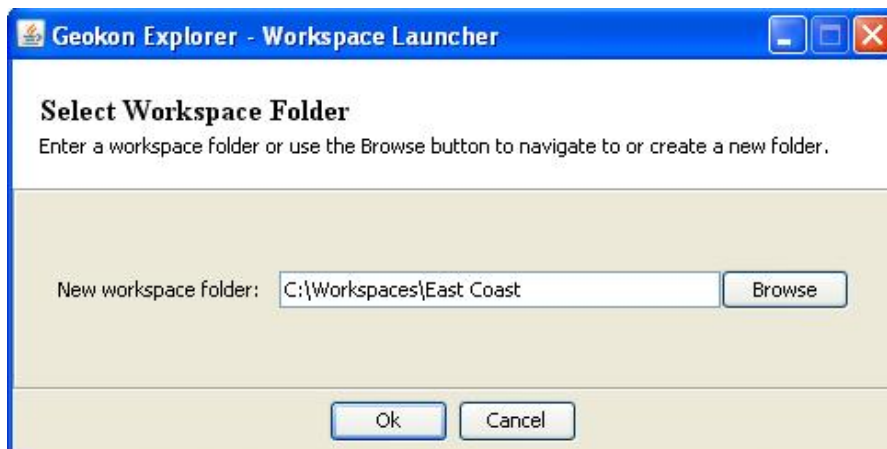 Geokon Explorer - Workspace Launcher
Select Workspace Folder
Enter a workspace folder or use the Browse button to navigate to or create a new folder.
New workspace folder: C:\Workspaces\East Coast Browse
Ok Cancel